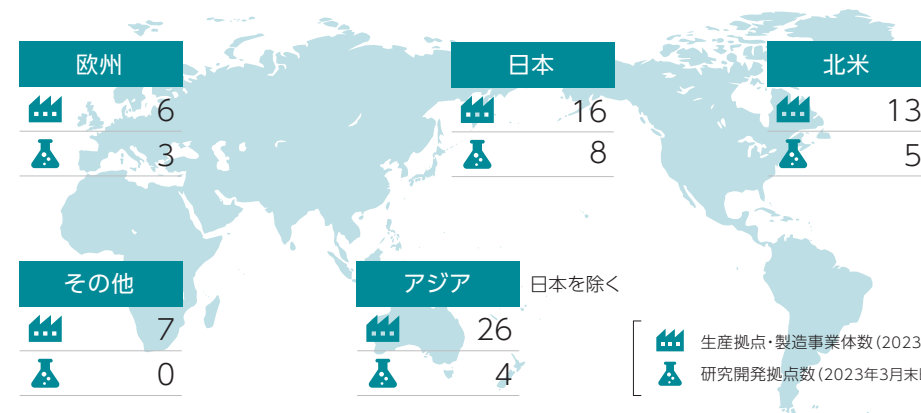 欧州
6
3
日本
16
8
北米
13
5
その他
7
0
アジア
日本を除く
26
4
生産拠点・製造事業体数（2023
研究開発拠点数（2023年3月末